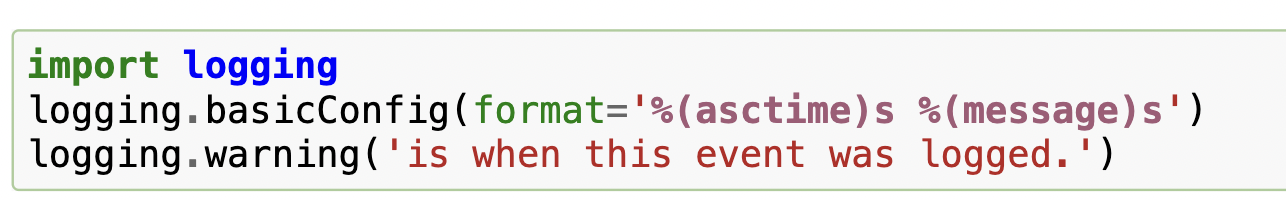 import logging
logging.basicConfig(format='%(asctime)s %(message)s')
logging.warning('is when this event was logged.')